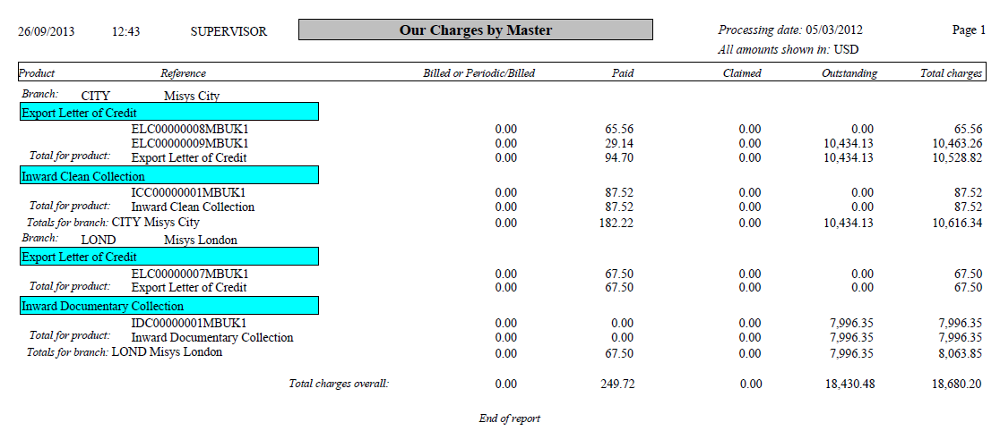 26/09/2013 12:43 SUPERVISOR Our Charges by Master Processing date: 05/03/2012 Page 1
All amounts shown in: USD
Product Reference Billed or Periodic/Billed Paid Claimed Outstanding Total charges
Branch: CITY Misys City
Export Letter of Credit
ELC00000008MBUK1 0.00 65.56 0.00 0.00 65.56
ELC00000009MBUK1 0.00 29.14 0.00 10,434.13 10,463.26
Total for product: Export Letter of Credit 0.00 94.70 0.00 10,434.13 10,528.82
Inward Clean Collection
ICC00000001MBUK1 0.00 87.52 0.00 0.00 87.52
Total for product: Inward Clean Collection 0.00 87.52 0.00 0.00 87.52
Totals for branch: CITY Misys City 0.00 182.22 0.00 10,434.13 10,616.34
Branch: LOND Misys London
Export Letter of Credit
ELC00000007MBUK1 0.00 67.50 0.00 0.00 67.50
Total for product: Export Letter of Credit 0.00 67.50 0.00 0.00 67.50
Inward Documentary Collection
IDC00000001MBUK1 0.00 0.00 0.00 7,996.35 7,996.35
Total for product: Inward Documentary Collection 0.00 0.00 0.00 7,996.35 7,996.35
Totals for branch: LOND Misys London 0.00 67.50 0.00 7,996.35 8,063.85
Total charges overall: 0.00 249.72 0.00 18,430.48 18,680.20
End of report